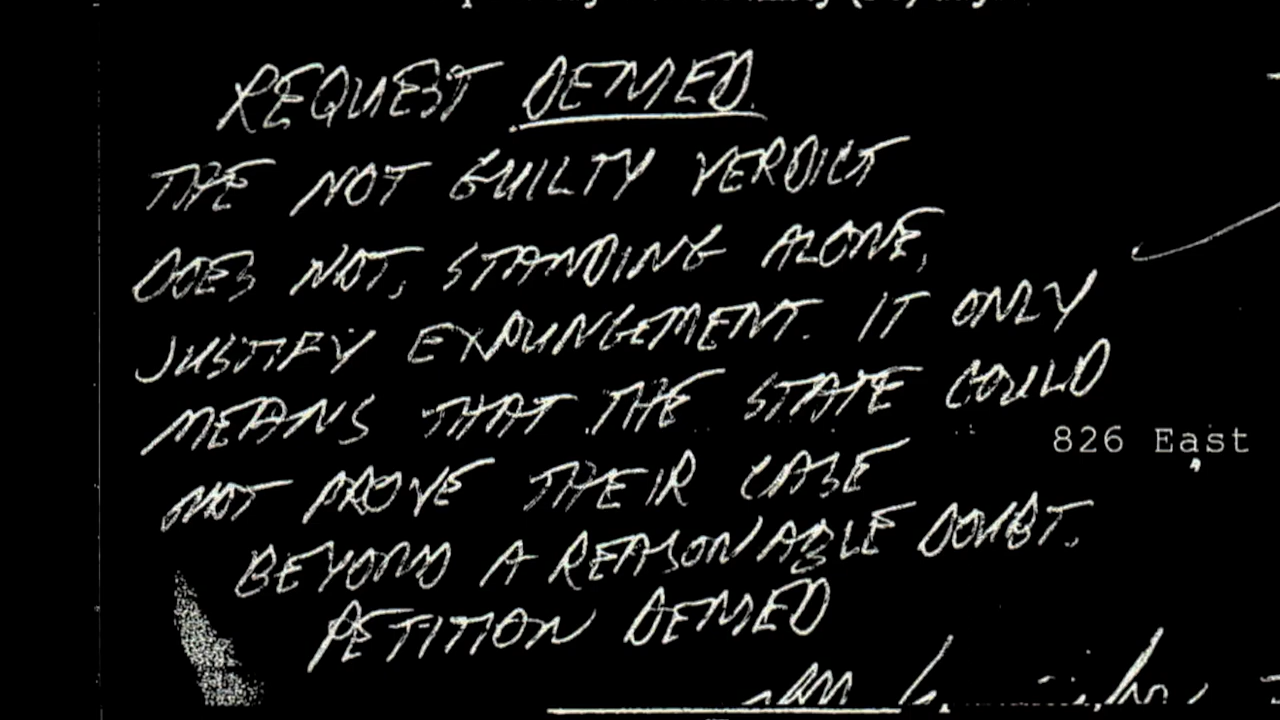 REQUEST DENIED.
THE NOT GUILTY VERDICT
DOES NOT, STANDING ALONE,
JUSTIFY EXPUNGEMENT. IT ONLY
MEANS THAT THE STATE COULD
826 East
NOT PROVE THEIR CASE
BEYOND A REASONABLE DOUBT.
PETITION DENIED